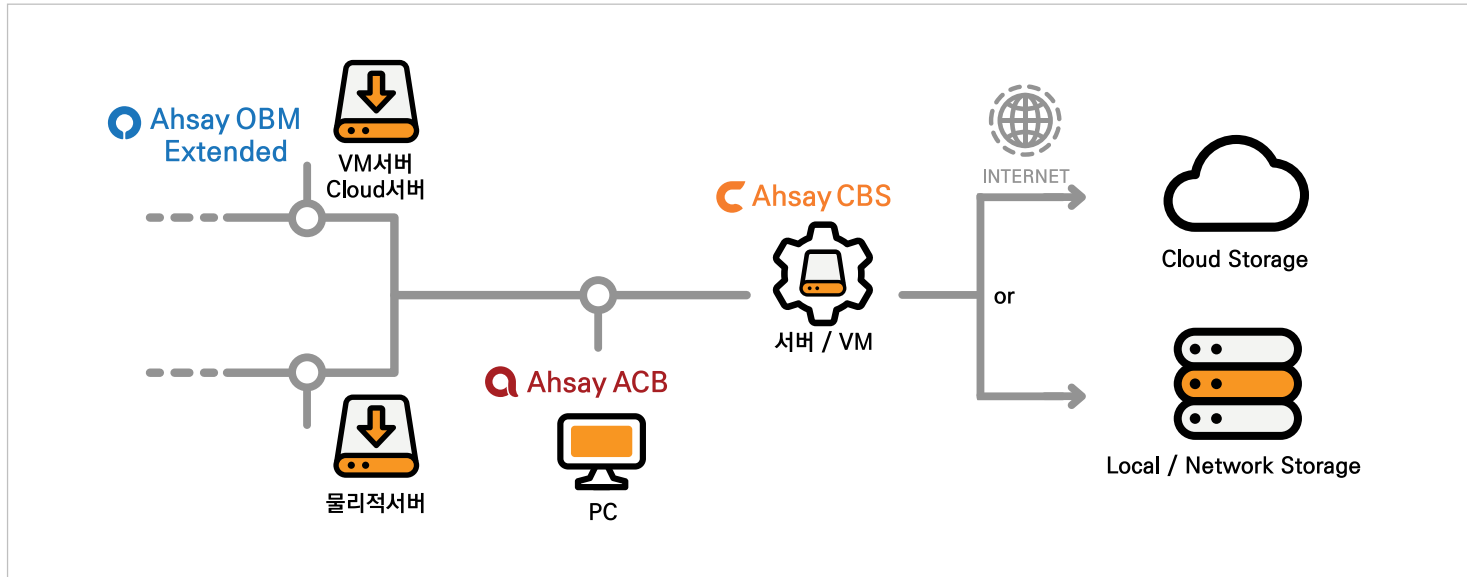 Ahsay OBM
Extended
VM서버
Cloud서버
물리적서버
Ahsay ACB
PC
Ahsay CBS
서버 / VM
INTERNET
or
Cloud Storage
Local / Network Storage